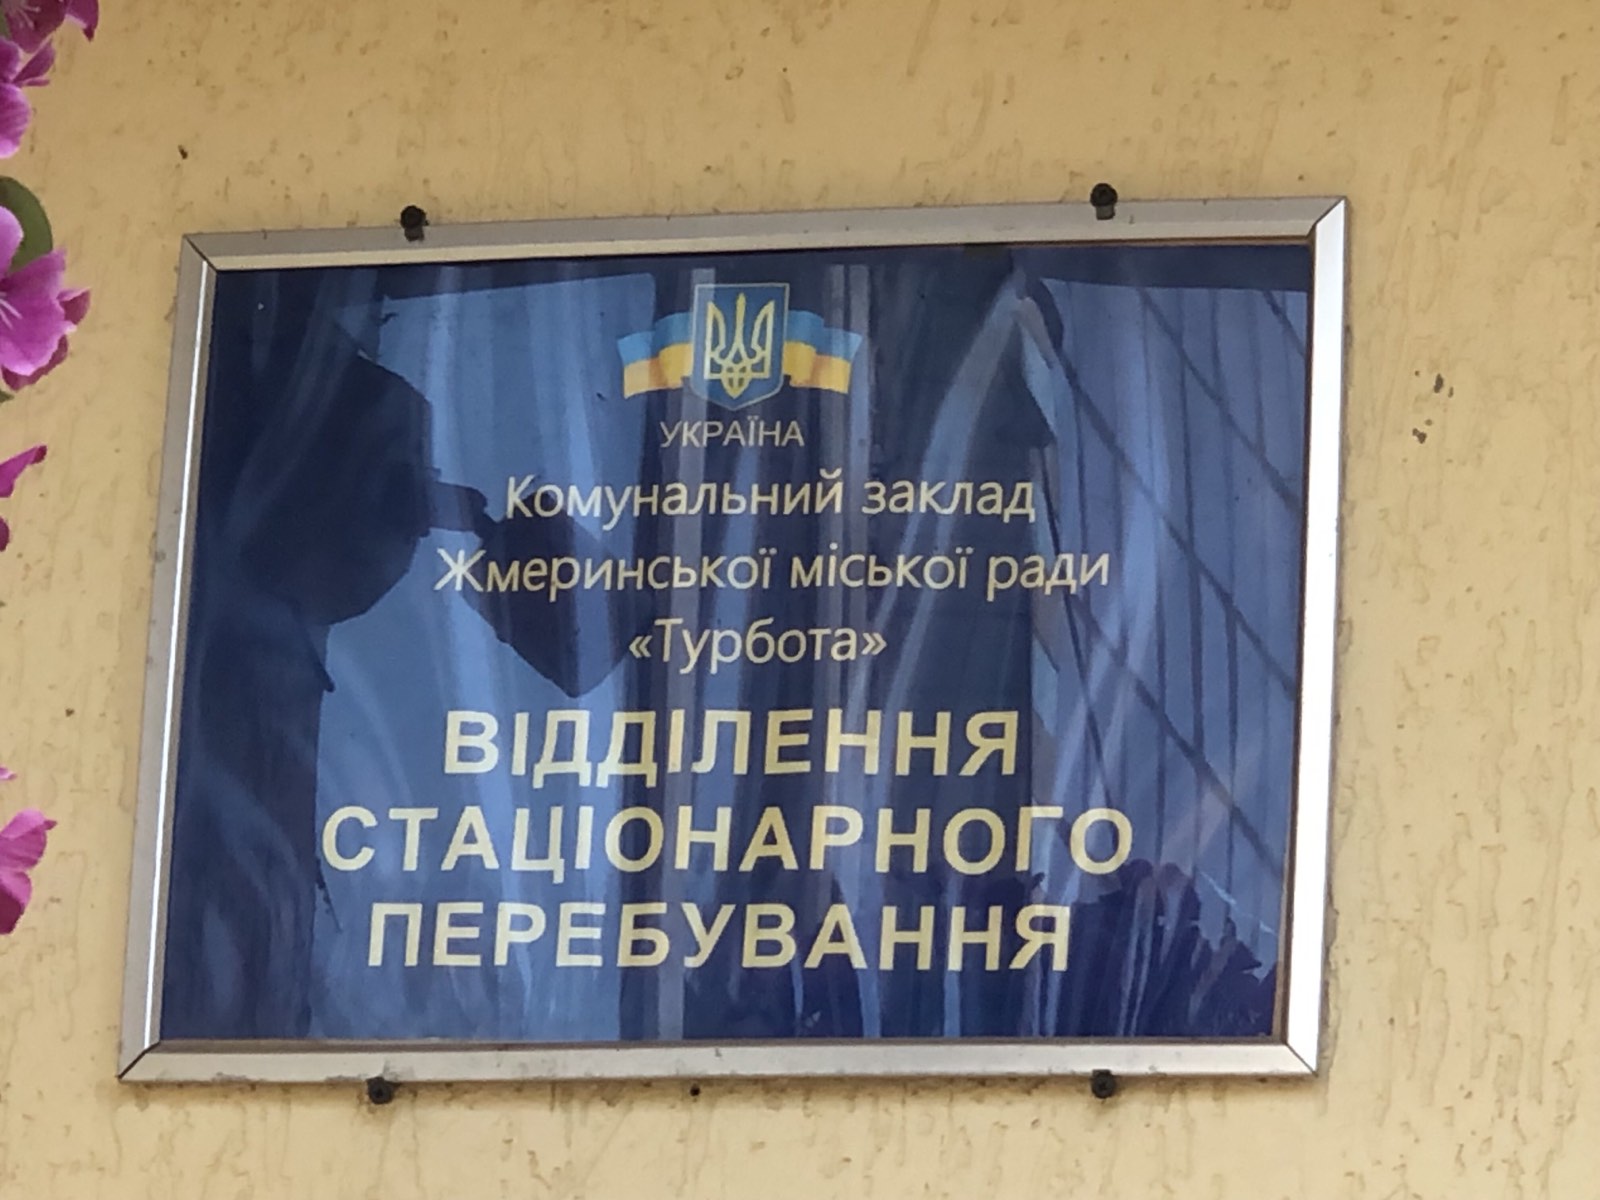 УКРАЇНА
Комунальний заклад
Жмеринської міської ради
«Турбота»
ВІДДІЛЕННЯ
СТАЦІОНАРНОГО
ПЕРЕБУВАННЯ